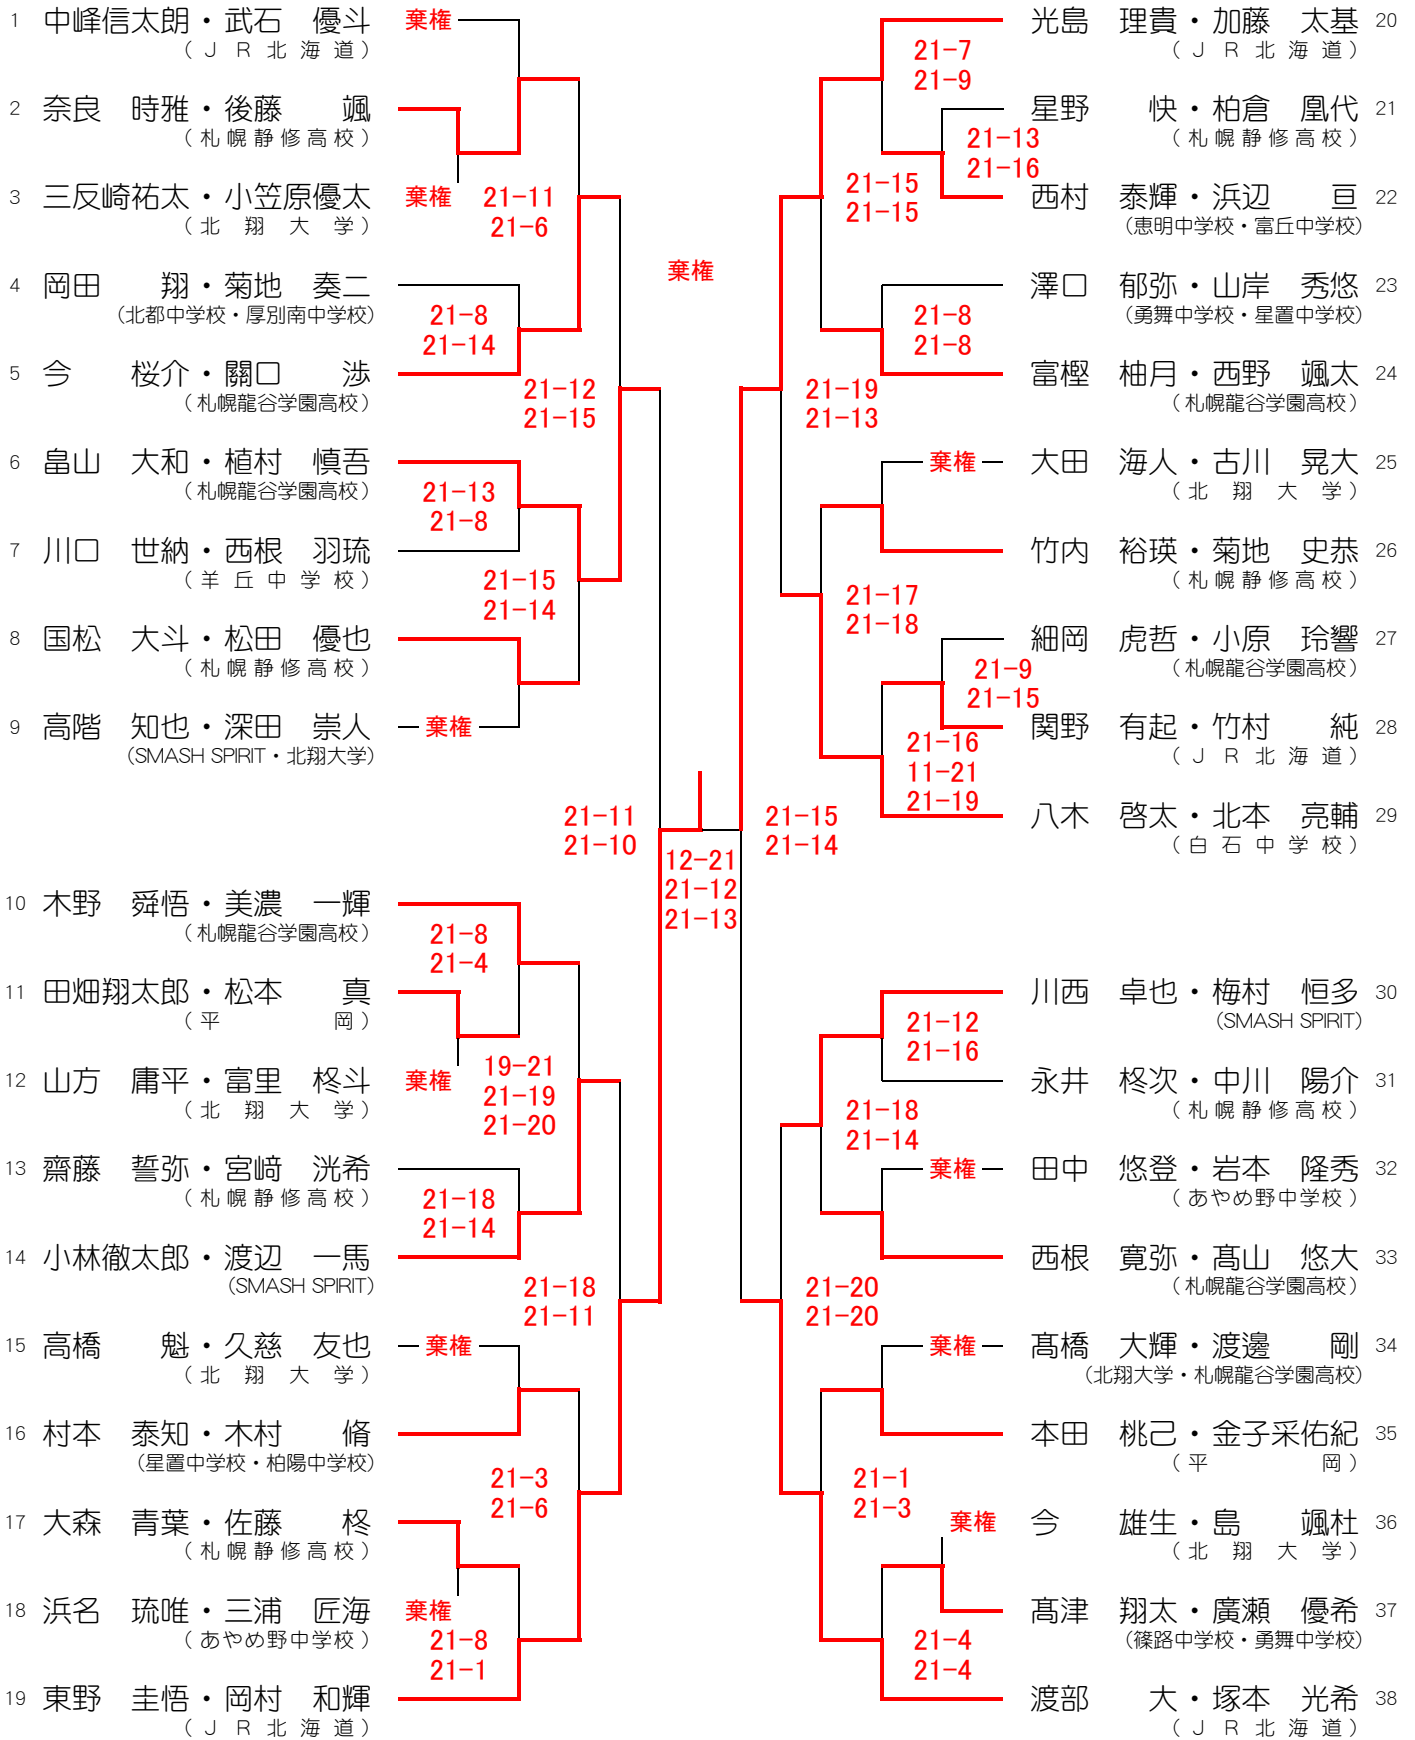 1 中峰信太朗・武石 優斗 棄権
（ＪＲ北海道）
2 奈良 時雅・後藤 颯
（札幌静修高校）
3 三反崎祐太・小笠原優太 棄権
（北翔大学）
21-11
21-6
4 岡田 翔・菊地 奏二
（北都中学校・厚別南中学校）
21-8
21-14
5 今 桜介・關口 渉
（札幌龍谷学園高校）
21-12
21-15
6 畠山 大和・植村 慎吾
（札幌龍谷学園高校）
21-13
21-8
7 川口 世納・西根 羽琉
（羊丘中学校）
21-15
21-14
8 国松 大斗・松田 優也
（札幌静修高校）
9 高階 知也・深田 崇人 棄権
（SMASH SPIRIT・北翔大学）
21-11
21-10
10 木野 舜悟・美濃 一輝
（札幌龍谷学園高校）
21-8
21-4
11 田畑翔太郎・松本 真
（平岡）
12 山方 庸平・富里 柊斗 棄権
（北翔大学）
19-21
21-19
21-20
13 齋藤 誓弥・宮﨑 洸希
（札幌静修高校）
21-18
21-14
14 小林徹太郎・渡辺 一馬
（SMASH SPIRIT）
21-18
21-11
15 高橋 魁・久慈 友也 棄権
（北翔大学）
16 村本 泰知・木村 脩
（星置中学校・柏陽中学校）
21-3
21-6
17 大森 青葉・佐藤 柊
（札幌静修高校）
18 浜名 琉唯・三浦 匠海 棄権
（あやめ野中学校）
21-8
21-1
19 東野 圭悟・岡村 和輝
（ＪＲ北海道）
棄権
12-21
21-12
21-13
光島 理貴・加藤 太基 20
（ＪＲ北海道）
21-7
21-9
星野 快・柏倉 凰代 21
（札幌静修高校）
21-13
21-16
西村 泰輝・浜辺 亘 22
（恵明中学校・富丘中学校）
21-15
21-15
澤口 郁弥・山岸 秀悠 23
（勇舞中学校・星置中学校）
21-8
21-8
富樫 柚月・西野 颯太 24
（札幌龍谷学園高校）
21-19
21-13
棄権 大田 海人・古川 晃大 25
（北翔大学）
竹内 裕瑛・菊地 史恭 26
（札幌静修高校）
21-17
21-18
細岡 虎哲・小原 玲響 27
（札幌龍谷学園高校）
21-9
21-15
関野 有起・竹村 純 28
（ＪＲ北海道）
21-16
11-21
21-19
八木 啓太・北本 亮輔 29
（白石中学校）
21-15
21-14
川西 卓也・梅村 恒多 30
（SMASH SPIRIT）
21-12
21-16
永井 柊次・中川 陽介 31
（札幌静修高校）
21-18
21-14
棄権 田中 悠登・岩本 隆秀 32
（あやめ野中学校）
西根 寛弥・髙山 悠大 33
（札幌龍谷学園高校）
21-20
21-20
棄権 髙橋 大輝・渡邊 剛 34
（北翔大学・札幌龍谷学園高校）
本田 桃己・金子采佑紀 35
（平岡）
21-1
21-3
棄権 今 雄生・島 颯杜 36
（北翔大学）
髙津 翔太・廣瀬 優希 37
（篠路中学校・勇舞中学校）
21-4
21-4
渡部 大・塚本 光希 38
（ＪＲ北海道）